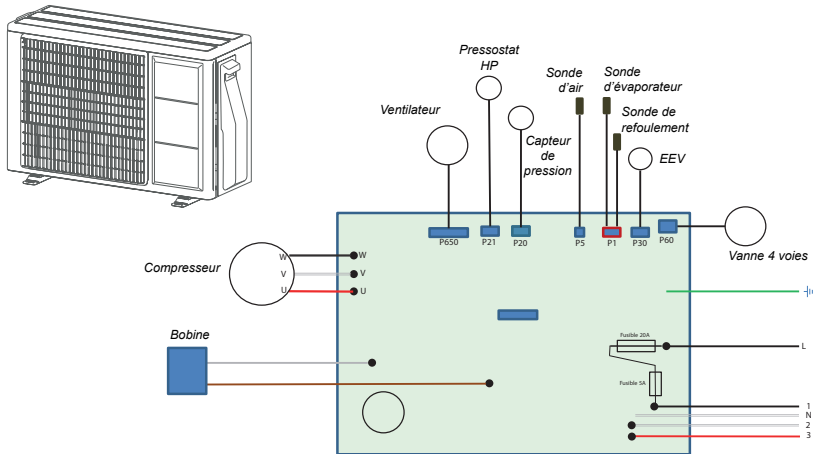 Pressostat
HP
Sonde
d'air
Sonde
d'évaporateur
Sonde de
refoulement
Ventilateur
Capteur
de
pression
EEV
P650
P21
P20
P5
P1
P30
P60
Vanne 4 voies
Compresseur
W
V
U
W
V
U
Bobine
Fusible 20A
L
Fusible 5A
1
N
2
3